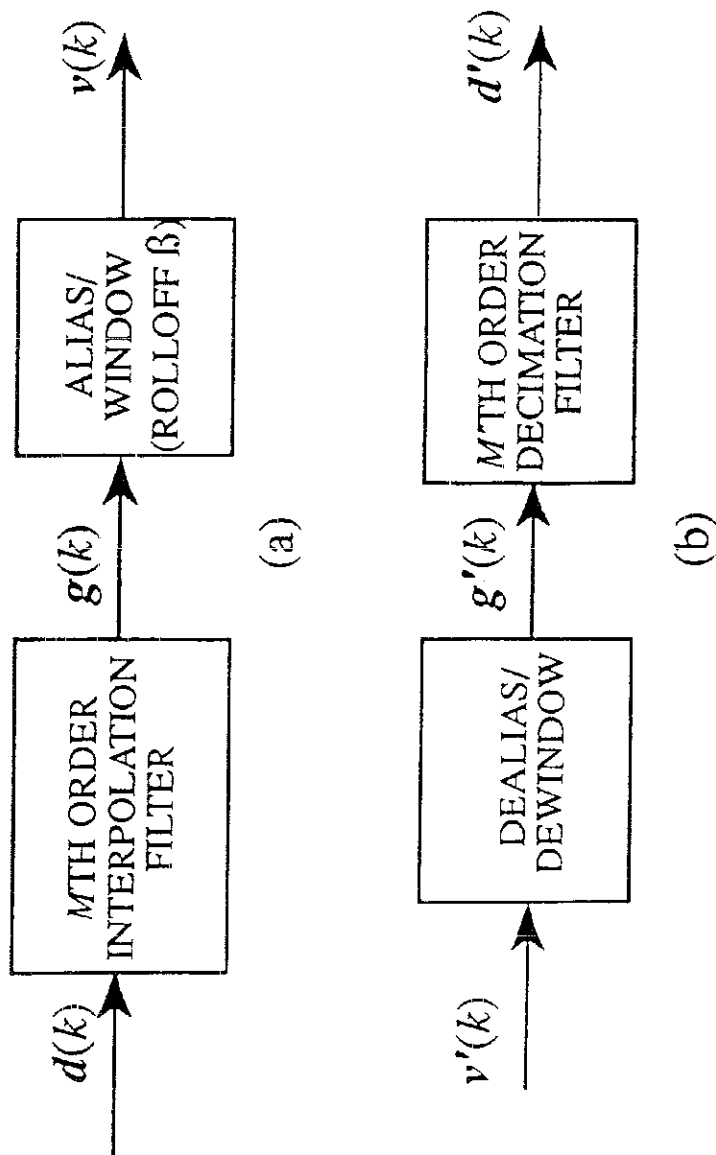 d(k)
MTH ORDER
INTERPOLATION
FILTER
g(k)
ALIAS/
WINDOW
(ROLLOFF β)
v(k)
(a)
v'(k)
DEALIAS/
DEWINDOW
g'(k)
M'TH ORDER
DECIMATION
FILTER
d'(k)
(b)